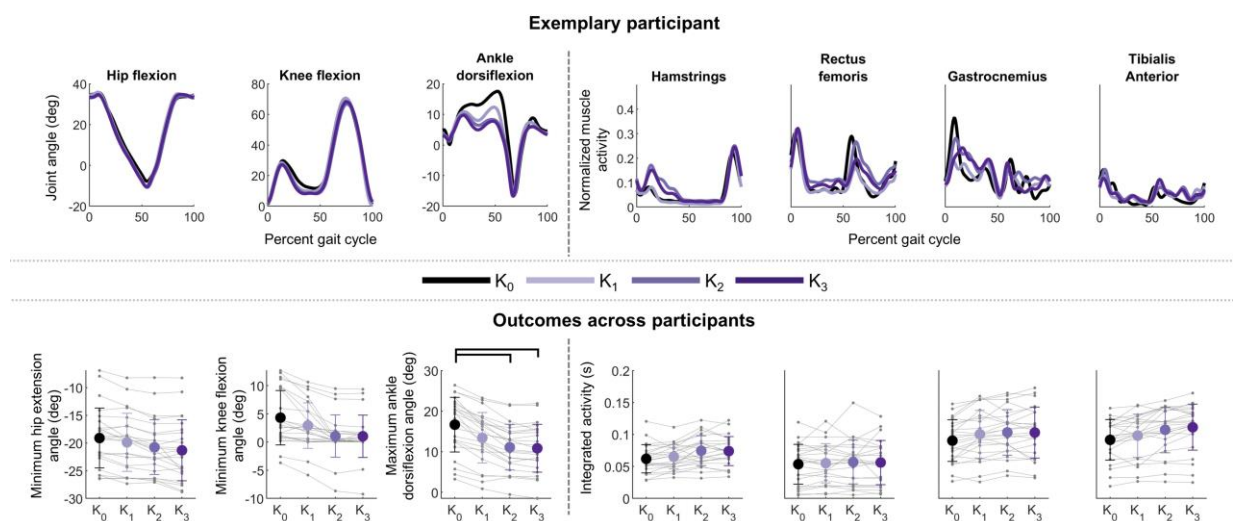 Exemplary participant
Hip flexion
Knee flexion
Ankle
dorsiflexion
Hamstrings
Rectus
femoris
Gastrocnemius
Tibialis
Anterior
Joint angle (deg)
40
20
0
-20
0 50 100
80
60
40
20
0
0 50 100
20
10
0
-10
-20
0 50 100
Percent gait cycle
Normalized muscle
activity
0.4
0.3
0.2
0.1
0
0 50 100
0 50 100
0 50 100
0 50 100
Percent gait cycle
K₀ K₁ K₂ K₃
Outcomes across participants
Minimum hip extension
angle (deg)
-10
-15
-20
-25
-30
K₀ K₁ K₂ K₃
Minimum knee flexion
angle (deg)
10
5
0
-5
-10
K₀ K₁ K₂ K₃
Maximum ankle
dorsiflexion angle (deg)
30
20
10
0
K₀ K₁ K₂ K₃
Integrated activity (s)
0.2
0.15
0.1
0.05
0
K₀ K₁ K₂ K₃
K₀ K₁ K₂ K₃
K₀ K₁ K₂ K₃
K₀ K₁ K₂ K₃